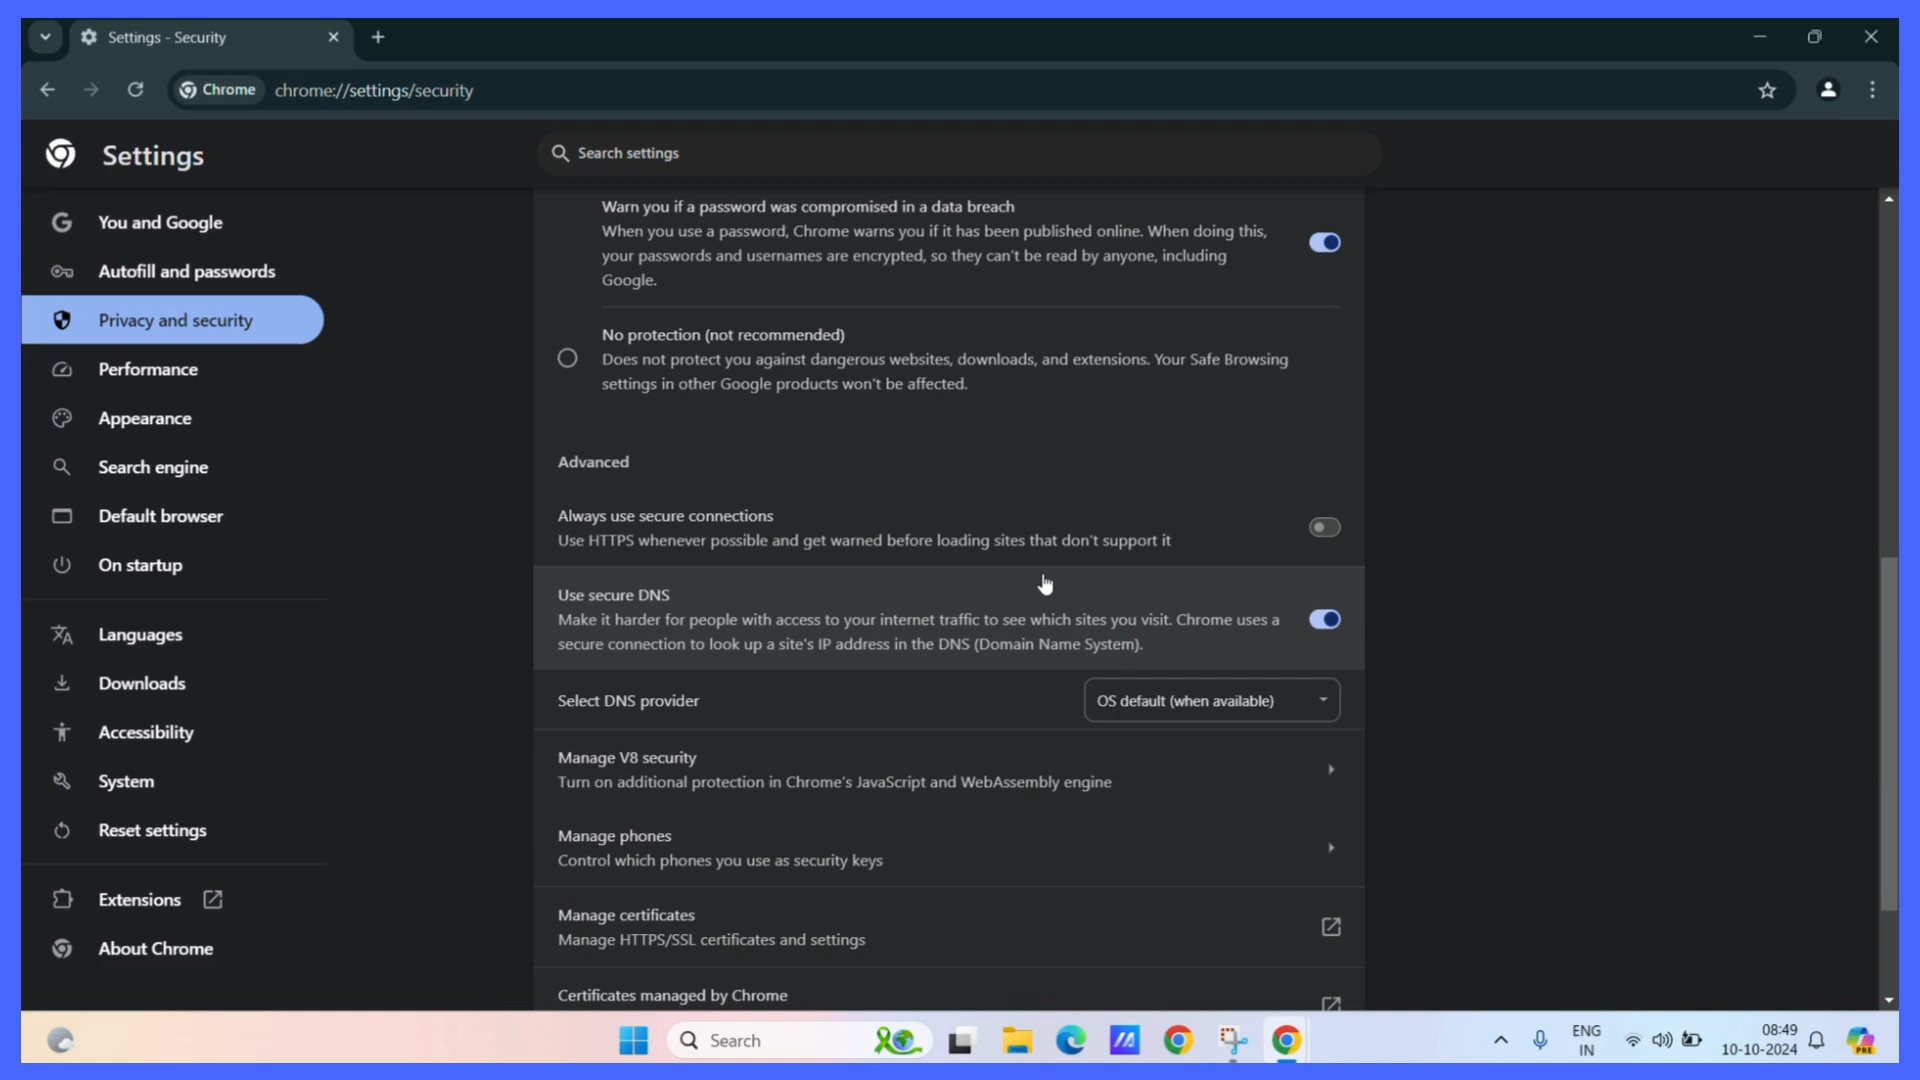 Settings - Security
Chrome
chrome://settings/security
Settings
Search settings
You and Google
Autofill and passwords
Privacy and security
Performance
Appearance
Search engine
Default browser
On startup
Languages
Downloads
Accessibility
System
Reset settings
Extensions
About Chrome
Warn you if a password was compromised in a data breach
When you use a password, Chrome warns you if it has been published online. When doing this,
your passwords and usernames are encrypted, so they can't be read by anyone, including
Google.
No protection (not recommended)
Does not protect you against dangerous websites, downloads, and extensions. Your Safe Browsing
settings in other Google products won't be affected.
Advanced
Always use secure connections
Use HTTPS whenever possible and get warned before loading sites that don't support it
Use secure DNS
Make it harder for people with access to your internet traffic to see which sites you visit. Chrome uses a
secure connection to look up a site's IP address in the DNS (Domain Name System).
Select DNS provider
OS default (when available)
Manage V8 security
Turn on additional protection in Chrome's JavaScript and WebAssembly engine
Manage phones
Control which phones you use as security keys
Manage certificates
Manage HTTPS/SSL certificates and settings
Certificates managed by Chrome
Search
ENG
IN
08:49
10-10-2024
PRE